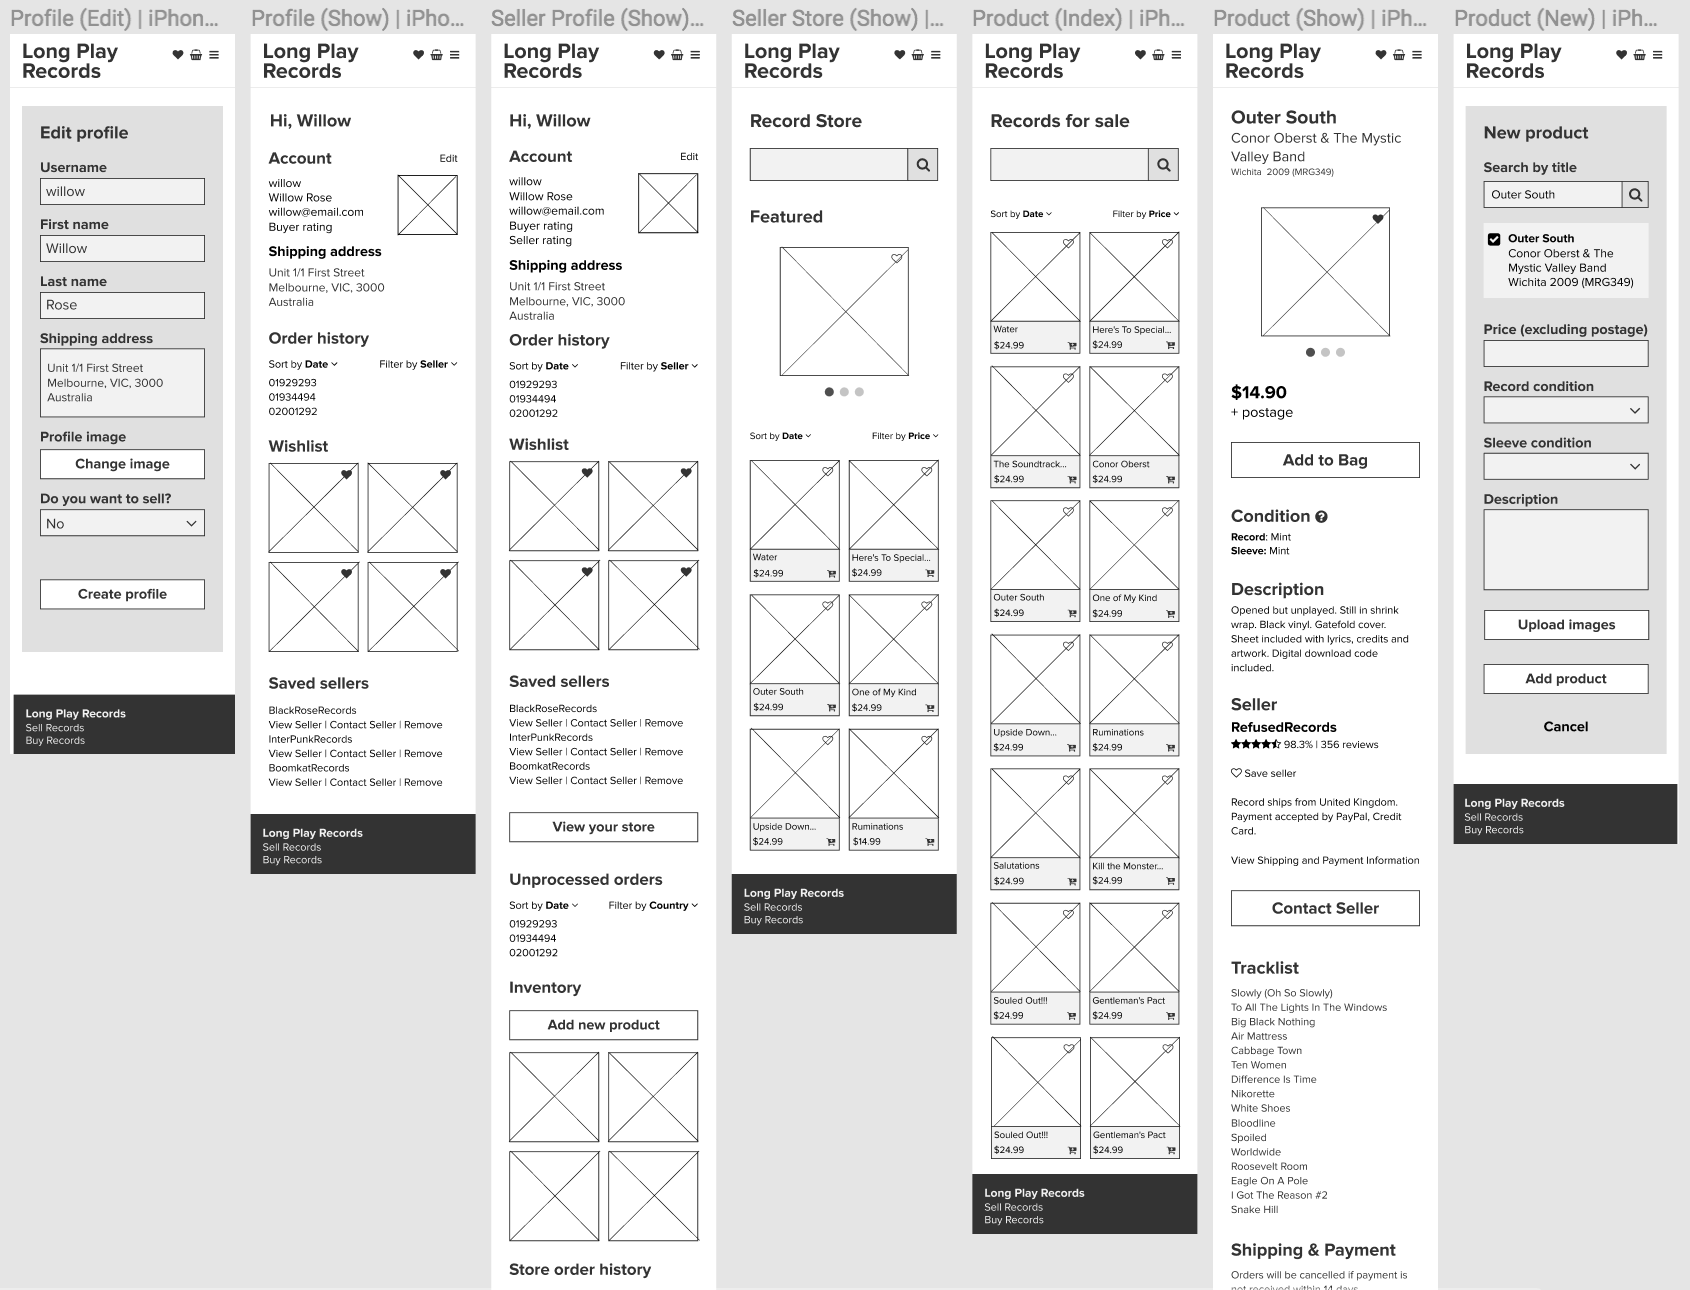 Profile (Edit) | iPhon...
Long Play
Records
Edit profile
Username
willow
First name
Willow
Last name
Rose
Shipping address
Unit 1/1 First Street
Melbourne, VIC, 3000
Australia
Profile image
Change image
Do you want to sell?
No
Create profile
Long Play Records
Sell Records
Buy Records
Profile (Show) | iPho...
Long Play
Records
Hi, Willow
Account
Edit
willow
Willow Rose
willow@email.com
Buyer rating
Shipping address
Unit 1/1 First Street
Melbourne, VIC, 3000
Australia
Order history
Sort by Date
Filter by Seller
01929293
01934494
02001292
Wishlist
Saved sellers
BlackRoseRecords
View Seller | Contact Seller | Remove
InterPunkRecords
View Seller | Contact Seller | Remove
BoomkatRecords
View Seller | Contact Seller | Remove
Long Play Records
Sell Records
Buy Records
Seller Profile (Show)...
Long Play
Records
Hi, Willow
Account
Edit
willow
Willow Rose
willow@email.com
Buyer rating
Seller rating
Shipping address
Unit 1/1 First Street
Melbourne, VIC, 3000
Australia
Order history
Sort by Date
Filter by Seller
01929293
01934494
02001292
Wishlist
Saved sellers
BlackRoseRecords
View Seller | Contact Seller | Remove
InterPunkRecords
View Seller | Contact Seller | Remove
BoomkatRecords
View Seller | Contact Seller | Remove
View your store
Unprocessed orders
Sort by Date
Filter by Country
01929293
01934494
02001292
Inventory
Add new product
Store order history
Seller Store (Show) |...
Long Play
Records
Record Store
Featured
Sort by Date
Filter by Price
Water
$24.99
Here's To Special...
$24.99
Outer South
$24.99
One of My Kind
$24.99
Upside Down...
$24.99
Ruminations
$14.99
Long Play Records
Sell Records
Buy Records
Product (Index) | iPh...
Long Play
Records
Records for sale
Sort by Date
Filter by Price
Water
$24.99
Here's To Special...
$24.99
The Soundtrack...
$24.99
Conor Oberst
$24.99
Outer South
$24.99
One of My Kind
$24.99
Upside Down...
$24.99
Ruminations
$24.99
Salutations
$24.99
Kill the Monster...
$24.99
Souled Out!!!
$24.99
Gentleman's Pact
$24.99
Souled Out!!!
$24.99
Gentleman's Pact
$24.99
Long Play Records
Sell Records
Buy Records
Product (Show) | iPh...
Long Play
Records
Outer South
Conor Oberst & The Mystic
Valley Band
Wichita 2009 (MRG349)
$14.90
+ postage
Add to Bag
Condition
Record: Mint
Sleeve: Mint
Description
Opened but unplayed. Still in shrink
wrap. Black vinyl. Gatefold cover.
Sheet included with lyrics, credits and
artwork. Digital download code
included.
Seller
RefusedRecords
98.3% | 356 reviews
Save seller
Record ships from United Kingdom.
Payment accepted by PayPal, Credit
Card.
View Shipping and Payment Information
Contact Seller
Tracklist
Slowly (Oh So Slowly)
To All The Lights In The Windows
Big Black Nothing
Air Mattress
Cabbage Town
Ten Women
Difference Is Time
Nikorette
White Shoes
Bloodline
Spoiled
Worldwide
Roosevelt Room
Eagle On A Pole
I Got The Reason #2
Snake Hill
Shipping & Payment
Orders will be cancelled if payment is
not received within 14 days
Product (New) | iPh...
Long Play
Records
New product
Search by title
Outer South
Outer South
Conor Oberst & The
Mystic Valley Band
Wichita 2009 (MRG349)
Price (excluding postage)
Record condition
Sleeve condition
Description
Upload images
Add product
Cancel
Long Play Records
Sell Records
Buy Records